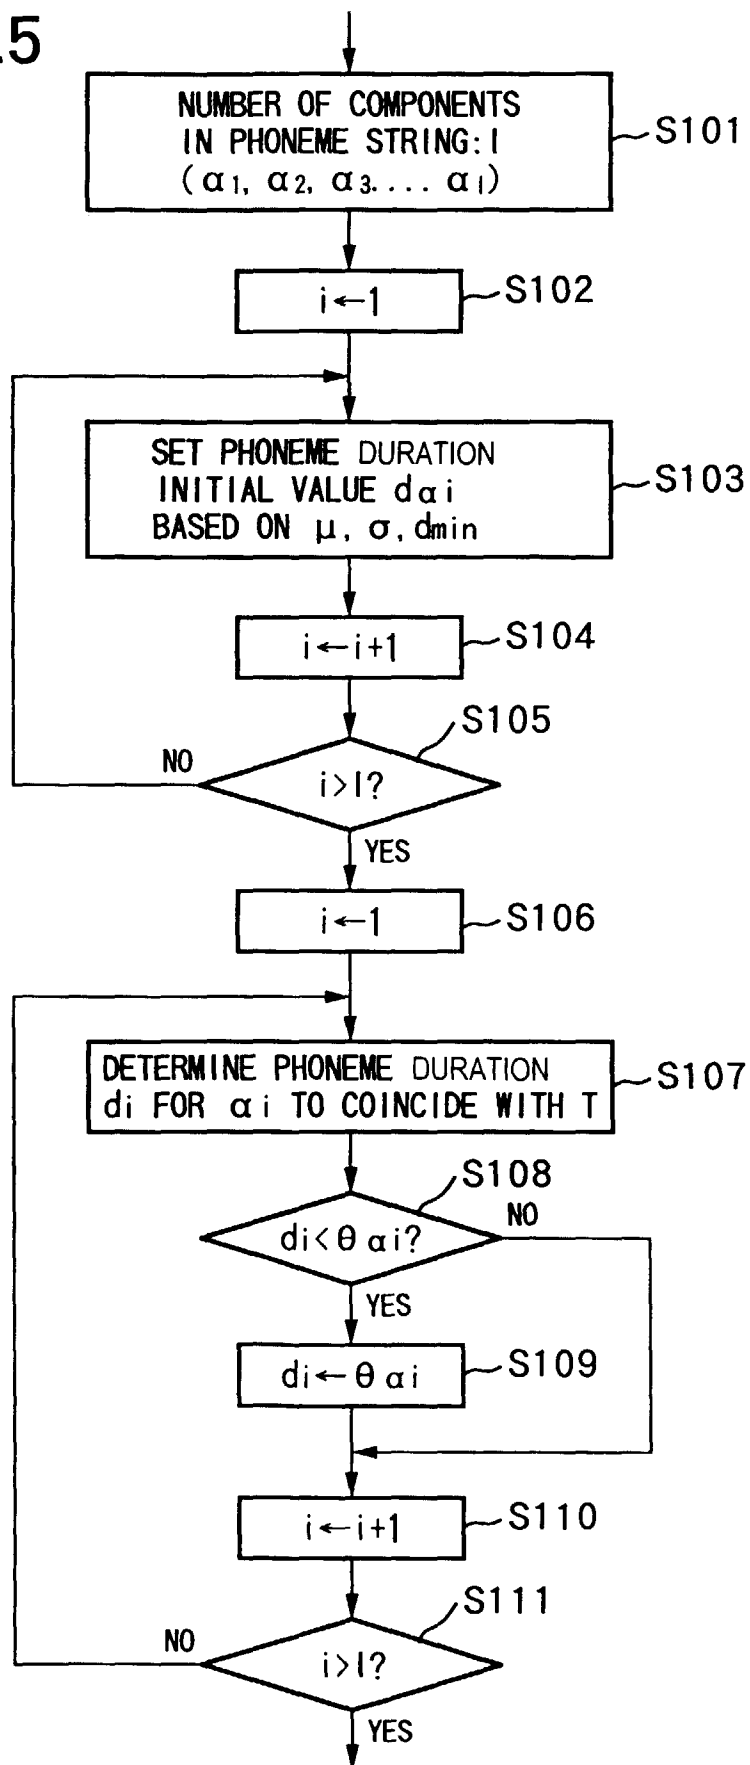 .5
NUMBER OF COMPONENTS
IN PHONEME STRING:I
(α1, α2, α3.... αI)
S101
i←1
S102
SET PHONEME DURATION
INITIAL VALUE dαi
BASED ON μ, σ, dmin
S103
i←i+1
S104
S105
i>I?
NO
YES
i←1
S106
DETERMINE PHONEME DURATION
di FOR αi TO COINCIDE WITH T
S107
S108
di<θαi?
NO
YES
di←θαi
S109
i←i+1
S110
S111
i>I?
NO
YES